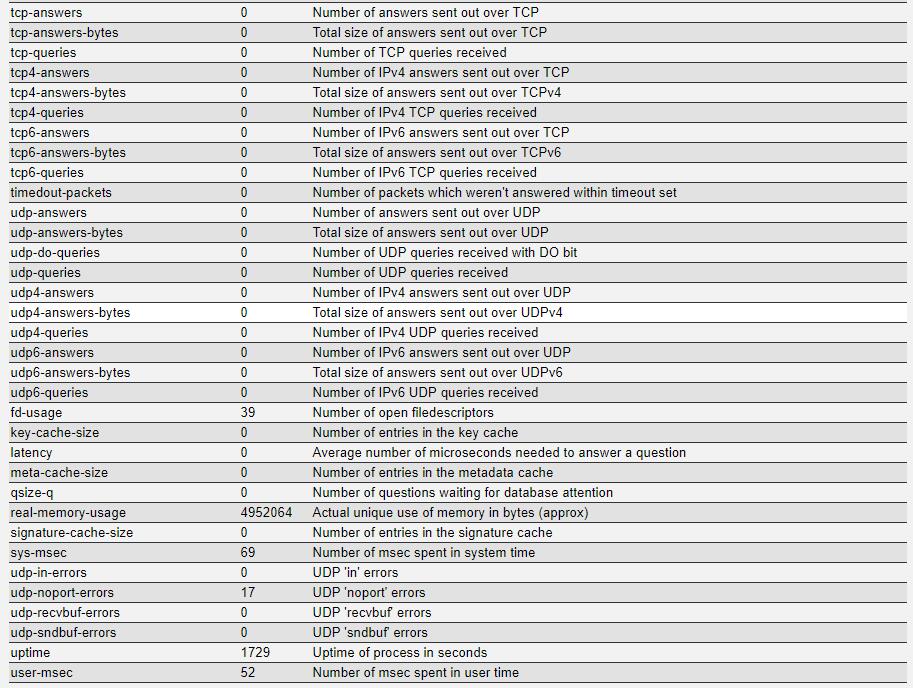 tcp-answers 0 Number of answers sent out over TCP
tcp-answers-bytes 0 Total size of answers sent out over TCP
tcp-queries 0 Number of TCP queries received
tcp4-answers 0 Number of IPv4 answers sent out over TCP
tcp4-answers-bytes 0 Total size of answers sent out over TCPv4
tcp4-queries 0 Number of IPv4 TCP queries received
tcp6-answers 0 Number of IPv6 answers sent out over TCP
tcp6-answers-bytes 0 Total size of answers sent out over TCPv6
tcp6-queries 0 Number of IPv6 TCP queries received
timedout-packets 0 Number of packets which weren't answered within timeout set
udp-answers 0 Number of answers sent out over UDP
udp-answers-bytes 0 Total size of answers sent out over UDP
udp-do-queries 0 Number of UDP queries received with DO bit
udp-queries 0 Number of UDP queries received
udp4-answers 0 Number of IPv4 answers sent out over UDP
udp4-answers-bytes 0 Total size of answers sent out over UDPv4
udp4-queries 0 Number of IPv4 UDP queries received
udp6-answers 0 Number of IPv6 answers sent out over UDP
udp6-answers-bytes 0 Total size of answers sent out over UDPv6
udp6-queries 0 Number of IPv6 UDP queries received
fd-usage 39 Number of open filedescriptors
key-cache-size 0 Number of entries in the key cache
latency 0 Average number of microseconds needed to answer a question
meta-cache-size 0 Number of entries in the metadata cache
qsize-q 0 Number of questions waiting for database attention
real-memory-usage 4952064 Actual unique use of memory in bytes (approx)
signature-cache-size 0 Number of entries in the signature cache
sys-msec 69 Number of msec spent in system time
udp-in-errors 0 UDP 'in' errors
udp-noport-errors 17 UDP 'noport' errors
udp-recvbuf-errors 0 UDP 'recvbuf' errors
udp-sndbuf-errors 0 UDP 'sndbuf' errors
uptime 1729 Uptime of process in seconds
user-msec 52 Number of msec spent in user time